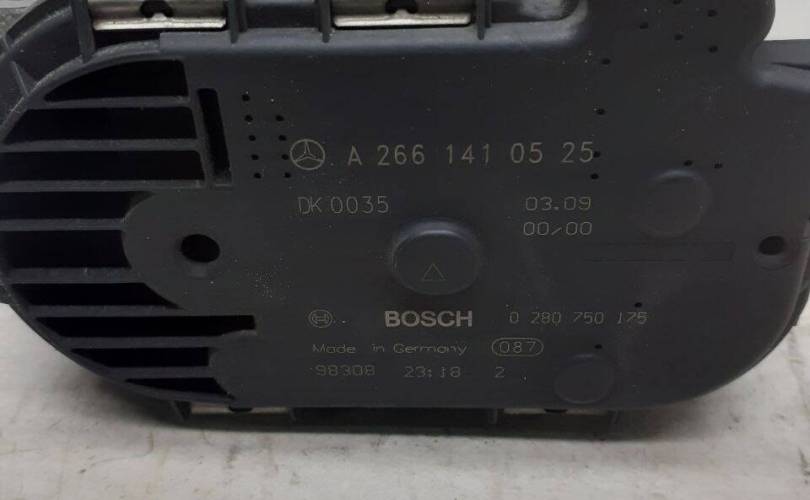 A 266 141 05 25
DK 0035
03.09
00/00
BOSCH
0 280 750 175
Made in Germany
087
98308 23:18 2